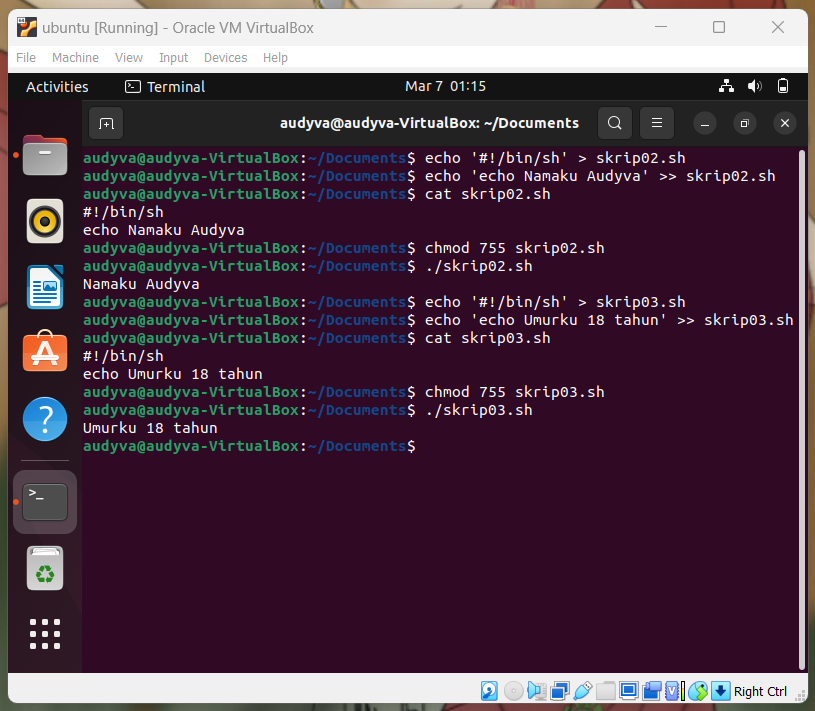 ubuntu [Running] - Oracle VM VirtualBox
File Machine View Input Devices Help
Activities Terminal Mar 7 01:15
audyva@audyva-VirtualBox: ~/Documents
audyva@audyva-VirtualBox:~/Documents$ echo '#!/bin/sh' > skrip02.sh
audyva@audyva-VirtualBox:~/Documents$ echo 'echo Namaku Audyva' >> skrip02.sh
audyva@audyva-VirtualBox:~/Documents$ cat skrip02.sh
#!/bin/sh
echo Namaku Audyva
audyva@audyva-VirtualBox:~/Documents$ chmod 755 skrip02.sh
audyva@audyva-VirtualBox:~/Documents$ ./skrip02.sh
Namaku Audyva
audyva@audyva-VirtualBox:~/Documents$ echo '#!/bin/sh' > skrip03.sh
audyva@audyva-VirtualBox:~/Documents$ echo 'echo Umurku 18 tahun' >> skrip03.sh
audyva@audyva-VirtualBox:~/Documents$ cat skrip03.sh
#!/bin/sh
echo Umurku 18 tahun
audyva@audyva-VirtualBox:~/Documents$ chmod 755 skrip03.sh
audyva@audyva-VirtualBox:~/Documents$ ./skrip03.sh
Umurku 18 tahun
audyva@audyva-VirtualBox:~/Documents$
Right Ctrl